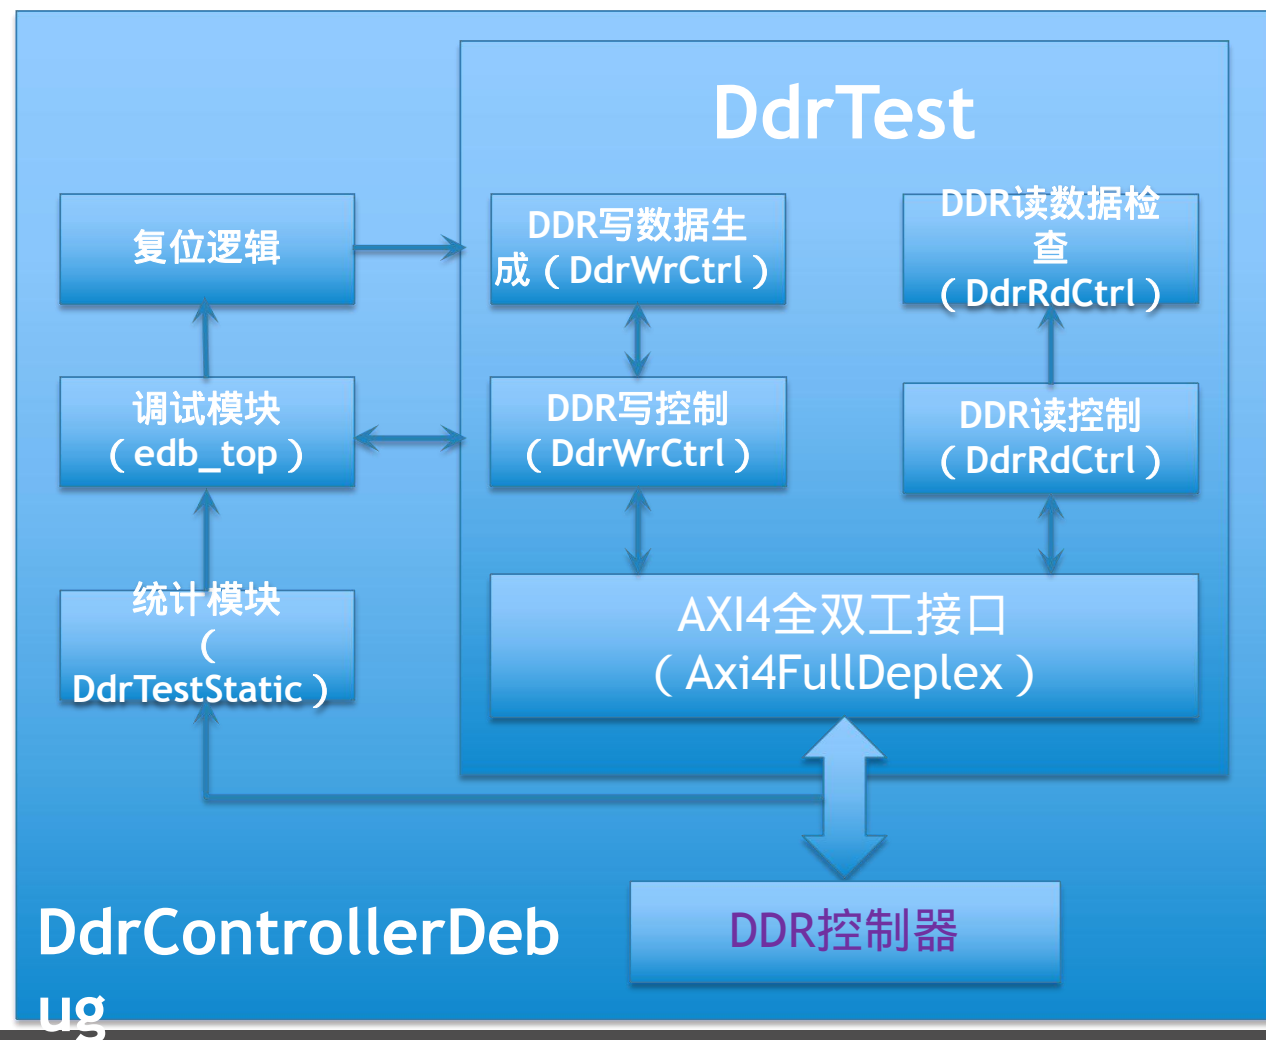 DdrTest
复位逻辑
DDR写数据生
成（DdrWrCtrl）
DDR读数据检
查
（DdrRdCtrl）
调试模块
（edb_top）
DDR写控制
（DdrWrCtrl）
DDR读控制
（DdrRdCtrl）
统计模块
（
DdrTestStatic）
AXI4全双工接口
（Axi4FullDeplex）
DDR控制器
DdrControllerDeb
ug